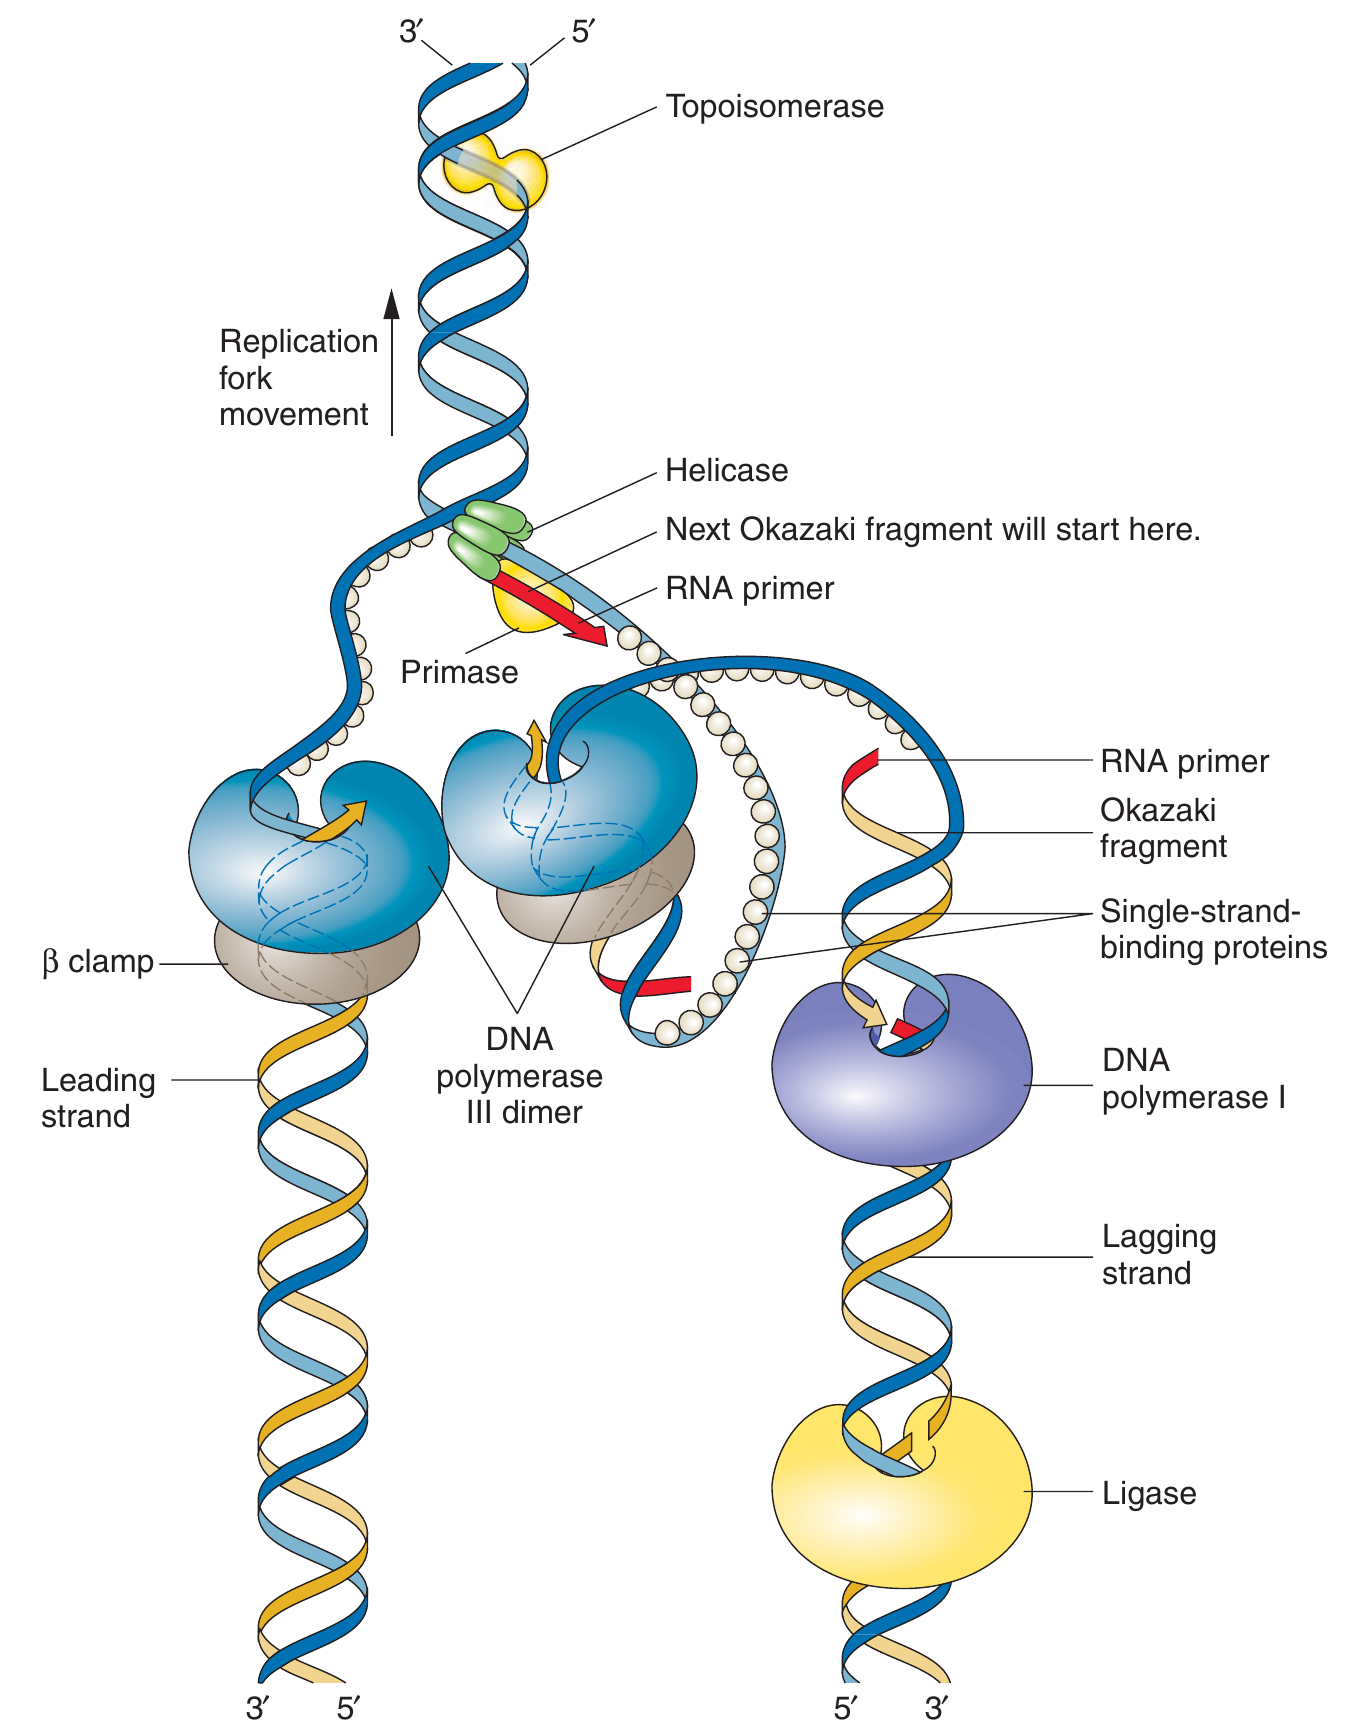 3′ 5′
Topoisomerase
Replication
fork
movement
Helicase
Next Okazaki fragment will start here.
RNA primer
Primase
RNA primer
Okazaki
fragment
Single-strand-
binding proteins
β clamp
DNA
polymerase
III dimer
DNA
polymerase I
Leading
strand
Lagging
strand
Ligase
3′ 5′ 5′ 3′